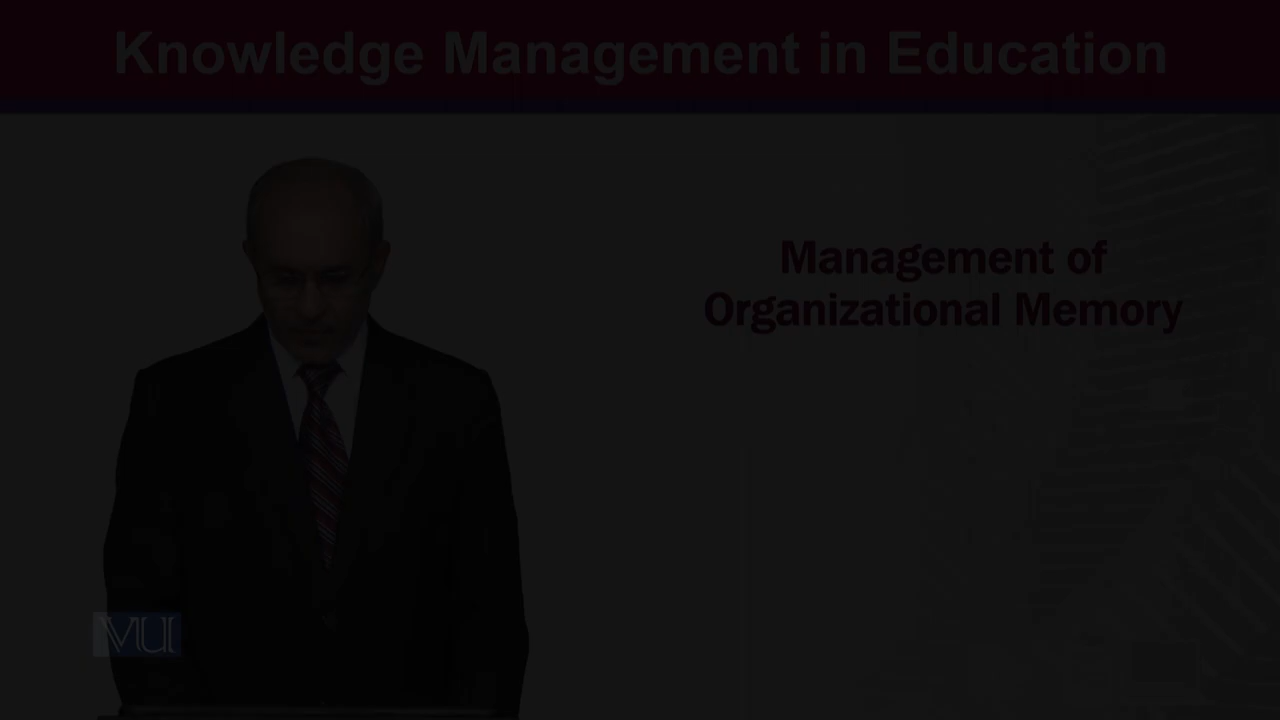 Knowledge Management in Education
Management of
Organizational Memory
VU